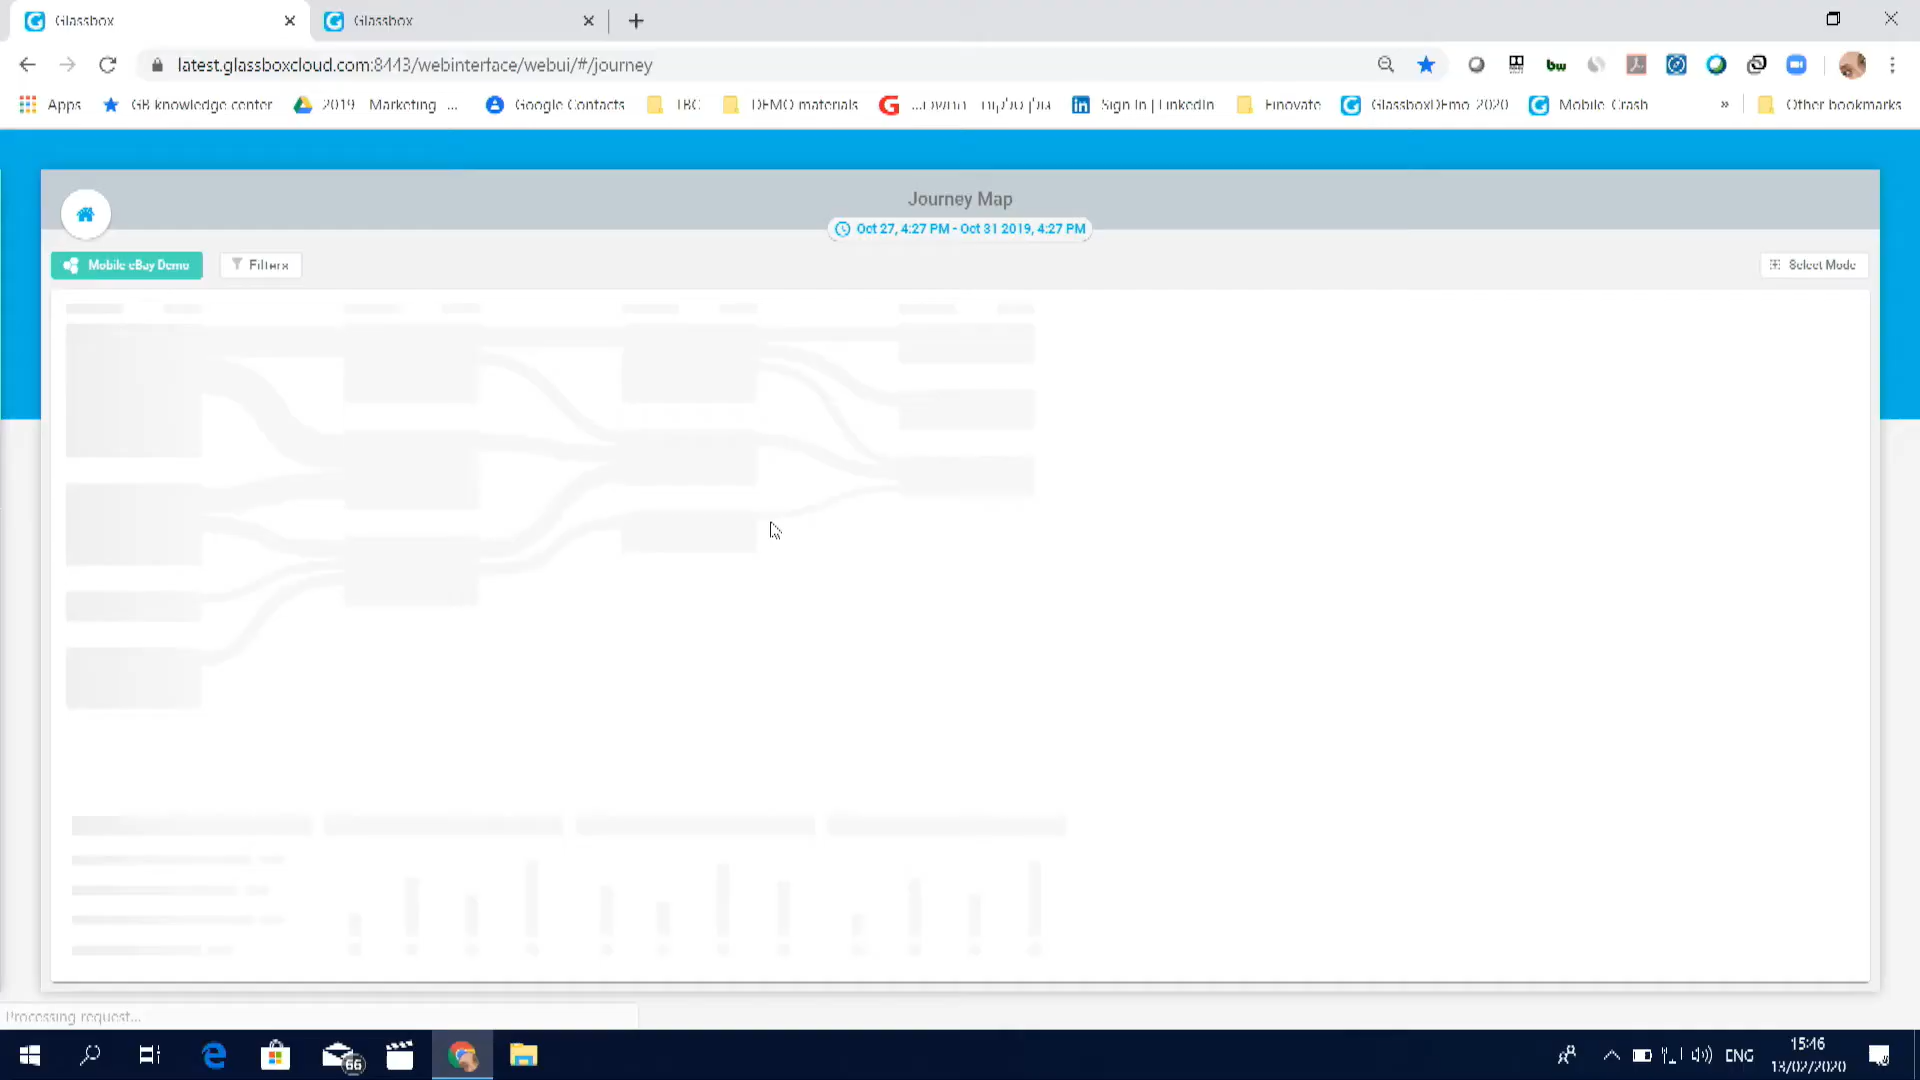 Glassbox
Glassbox
latest.glassboxcloud.com:8443/webinterface/webui/#/journey
Apps
GB knowledge center
2019 Marketing ...
Google Contacts
TBC
DEMO materials
Sign In | LinkedIn
Finovate
GlassboxDEmo 2020
Mobile Crash
»
Other bookmarks
Journey Map
Oct 27, 4:27 PM - Oct 31 2019, 4:27 PM
Mobile eBay Demo
Filters
Select Mode
Processing request...
66
ENG
15:46
13/02/2020